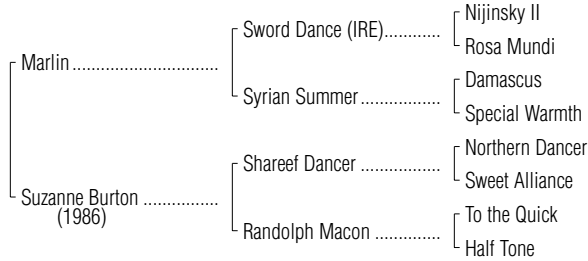 Nijinsky II
Sword Dance (IRE)............
Rosa Mundi
Marlin ...............................
Damascus
Syrian Summer.................
Special Warmth
Northern Dancer
Shareef Dancer .................
Sweet Alliance
Suzanne Burton ................
(1986)
To the Quick
Randolph Macon ..............
Half Tone